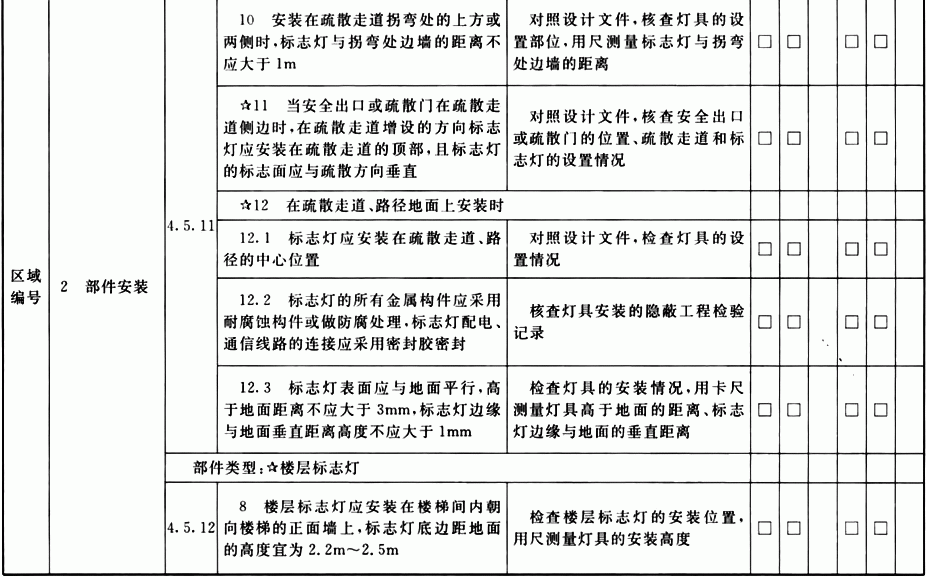 10 安装在疏散走道拐弯处的上方或
两侧时,标志灯与拐弯处边墙的距离不
应大于1m
对照设计文件,核查灯具的设
置部位,用尺测量标志灯与拐弯
处边墙的距离
□ □ □ □
☆11 当安全出口或疏散门在疏散走
道侧边时,在疏散走道增设的方向标志
灯应安装在疏散走道的顶部,且标志灯
的标志面应与疏散方向垂直
对照设计文件,核查安全出口
或疏散门的位置、疏散走道和标
志灯的设置情况
□ □ □ □
4.5.11
☆12 在疏散走道、路径地面上安装时
12.1 标志灯应安装在疏散走道、路
径的中心位置
对照设计文件,检查灯具的设
置情况
□ □ □ □
区域
编号
2 部件安装
12.2 标志灯的所有金属构件应采用
耐腐蚀构件或做防腐处理,标志灯配电、
通信线路的连接应采用密封胶密封
核查灯具安装的隐蔽工程检验
记录
□ □ □ □
12.3 标志灯表面应与地面平行,高
于地面距离不应大于3mm,标志灯边缘
与地面垂直距离高度不应大于1mm
检查灯具的安装情况,用卡尺
测量灯具高于地面的距离、标志
灯边缘与地面的垂直距离
□ □ □ □
部件类型:☆楼层标志灯
4.5.12
8 楼层标志灯应安装在楼梯间内朝
向楼梯的正面墙上,标志灯底边距地面
的高度宜为2.2m~2.5m
检查楼层标志灯的安装位置,
用尺测量灯具的安装高度
□ □ □ □